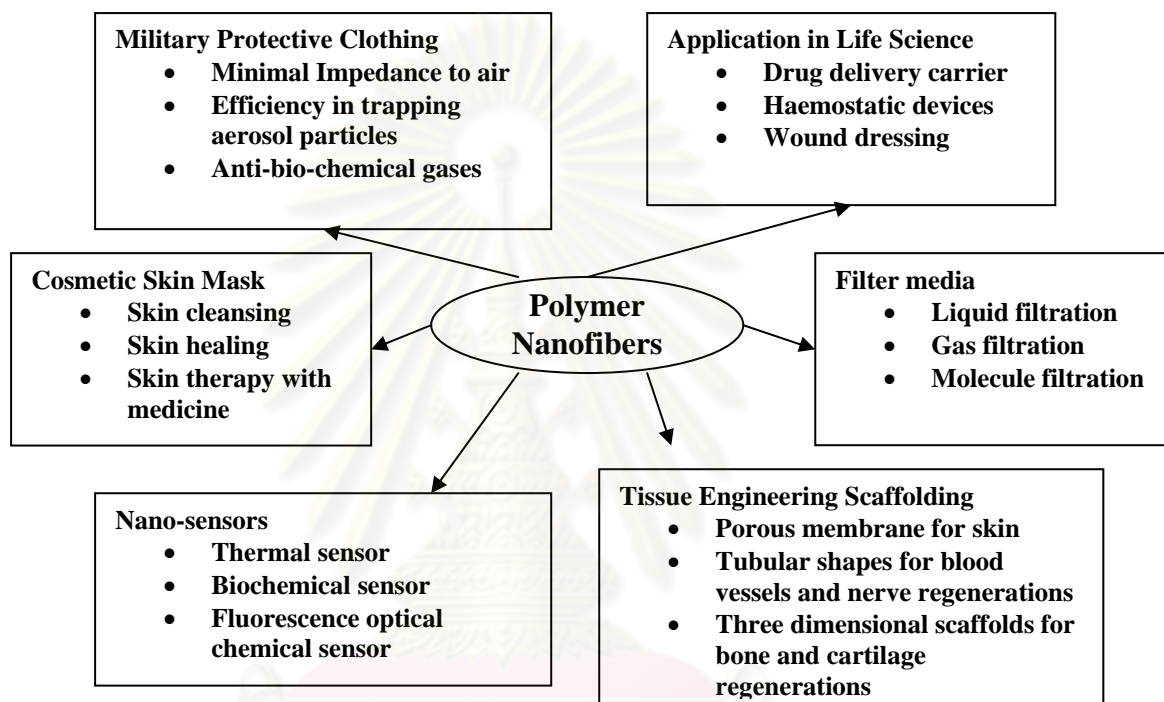 Military Protective Clothing
• Minimal Impedance to air
• Efficiency in trapping
aerosol particles
• Anti-bio-chemical gases
Application in Life Science
• Drug delivery carrier
• Haemostatic devices
• Wound dressing
Cosmetic Skin Mask
• Skin cleansing
• Skin healing
• Skin therapy with
medicine
Polymer
Nanofibers
Filter media
• Liquid filtration
• Gas filtration
• Molecule filtration
Nano-sensors
• Thermal sensor
• Biochemical sensor
• Fluorescence optical
chemical sensor
Tissue Engineering Scaffolding
• Porous membrane for skin
• Tubular shapes for blood
vessels and nerve regenerations
• Three dimensional scaffolds for
bone and cartilage
regenerations